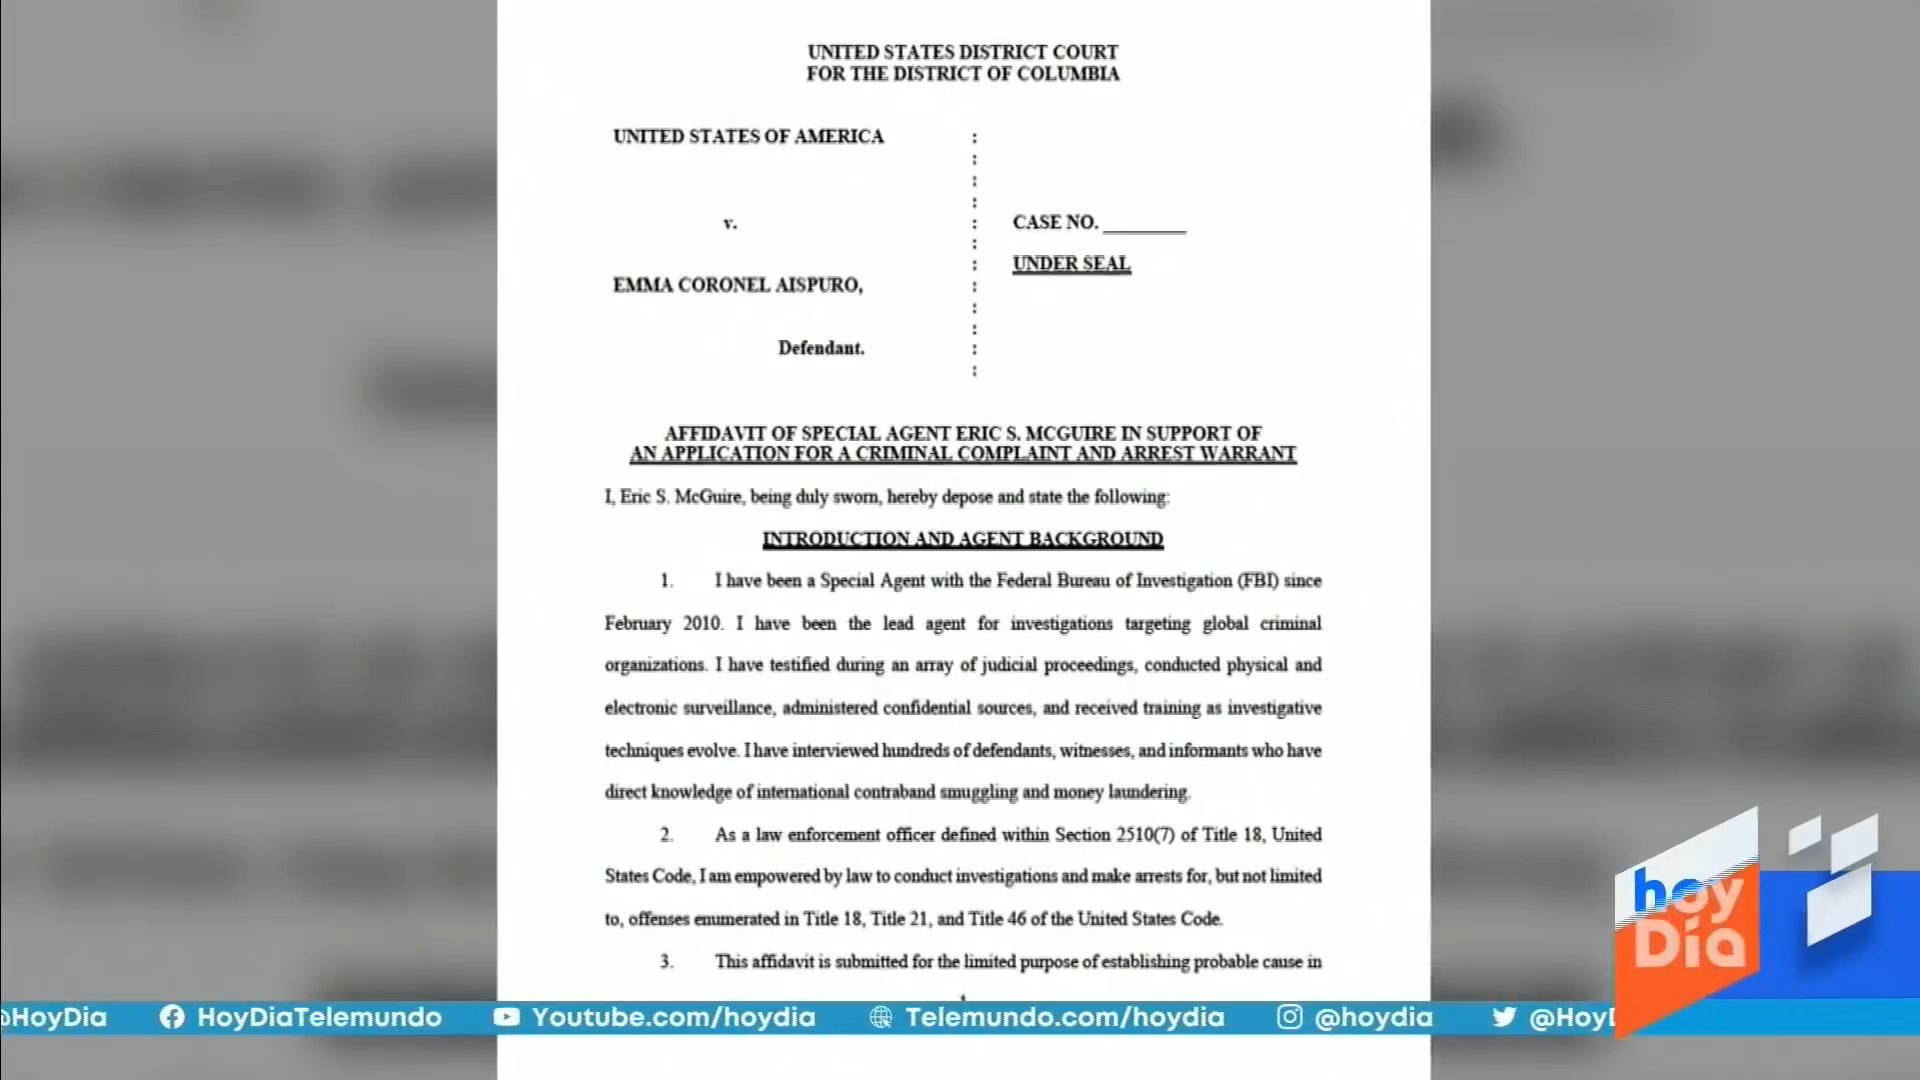 UNITED STATES DISTRICT COURT
FOR THE DISTRICT OF COLUMBIA
UNITED STATES OF AMERICA
v.
EMMA CORONEL AISPURO,
Defendant.
CASE NO. ________
UNDER SEAL
AFFIDAVIT OF SPECIAL AGENT ERIC S. MCGUIRE IN SUPPORT OF
AN APPLICATION FOR A CRIMINAL COMPLAINT AND ARREST WARRANT
I, Eric S. McGuire, being duly sworn, hereby depose and state the following:
INTRODUCTION AND AGENT BACKGROUND
1. I have been a Special Agent with the Federal Bureau of Investigation (FBI) since
February 2010. I have been the lead agent for investigations targeting global criminal
organizations. I have testified during an array of judicial proceedings, conducted physical and
electronic surveillance, administered confidential sources, and received training as investigative
techniques evolve. I have interviewed hundreds of defendants, witnesses, and informants who have
direct knowledge of international contraband smuggling and money laundering.
2. As a law enforcement officer defined within Section 2510(7) of Title 18, United
States Code, I am empowered by law to conduct investigations and make arrests for, but not limited
to, offenses enumerated in Title 18, Title 21, and Title 46 of the United States Code.
3. This affidavit is submitted for the limited purpose of establishing probable cause in
hoy
Día
@HoyDia HoyDiaTelemundo Youtube.com/hoydia Telemundo.com/hoydia @hoydia @HoyD